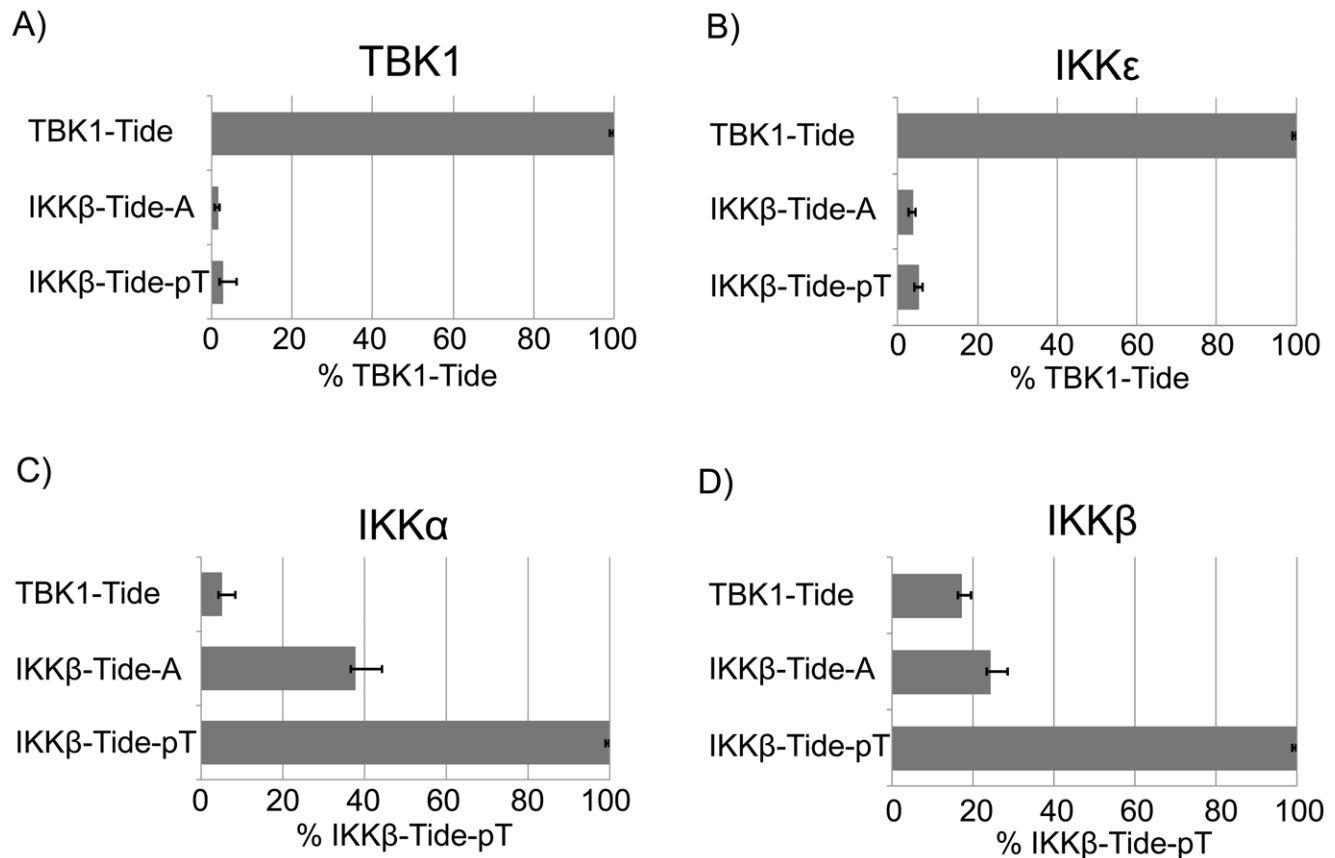 A)
TBK1
TBK1-Tide
IKKβ-Tide-A
IKKβ-Tide-pT
0 20 40 60 80 100
% TBK1-Tide
B)
IKKε
TBK1-Tide
IKKβ-Tide-A
IKKβ-Tide-pT
0 20 40 60 80 100
% TBK1-Tide
C)
IKKα
TBK1-Tide
IKKβ-Tide-A
IKKβ-Tide-pT
0 20 40 60 80 100
% IKKβ-Tide-pT
D)
IKKβ
TBK1-Tide
IKKβ-Tide-A
IKKβ-Tide-pT
0 20 40 60 80 100
% IKKβ-Tide-pT